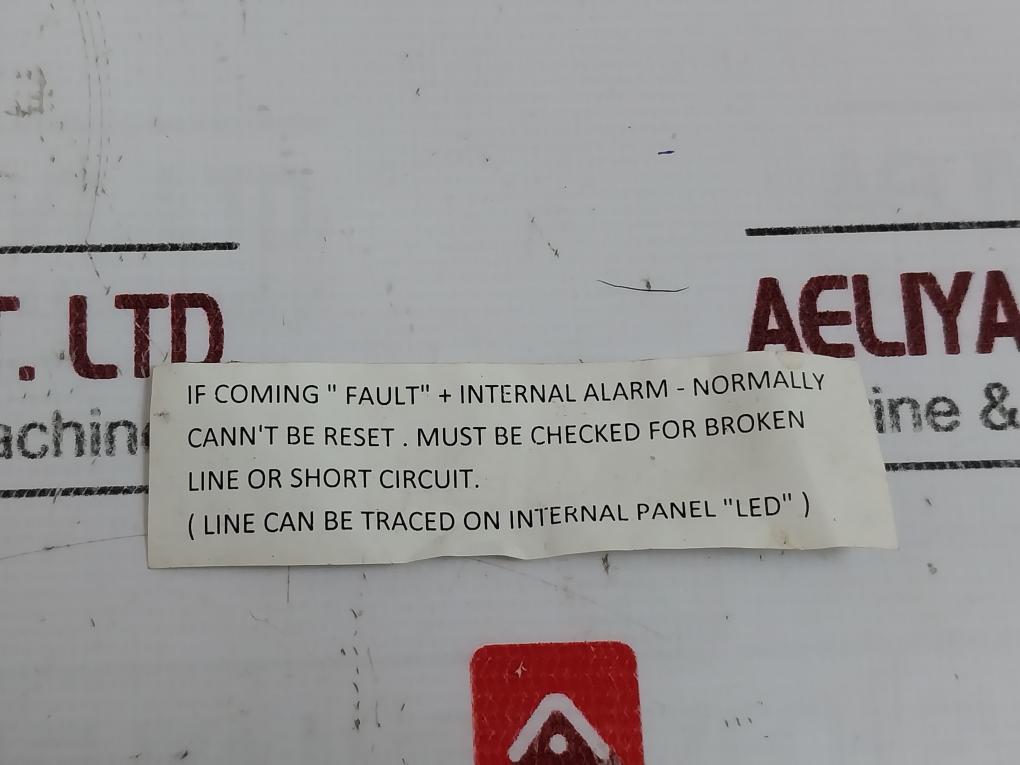 T. LTD
AELIYA
achin
ine &
IF COMING " FAULT" + INTERNAL ALARM - NORMALLY
CANN'T BE RESET . MUST BE CHECKED FOR BROKEN
LINE OR SHORT CIRCUIT.
( LINE CAN BE TRACED ON INTERNAL PANEL "LED" )